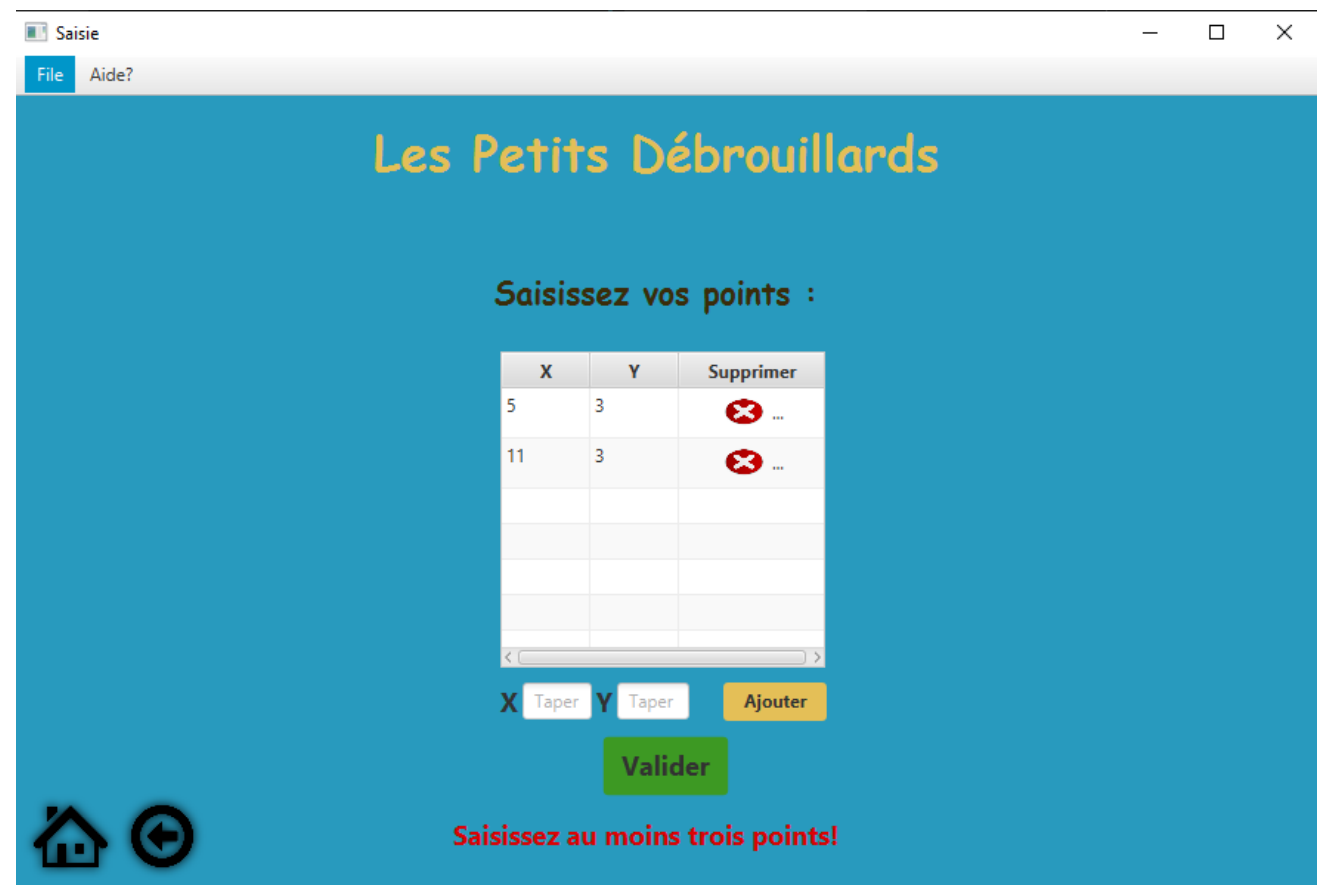 Saisie
File Aide?
Les Petits Débrouillards
Saisissez vos points :
X Y Supprimer
5 3 ...
11 3 ...
X Taper Y Taper Ajouter
Valider
Saisissez au moins trois points!